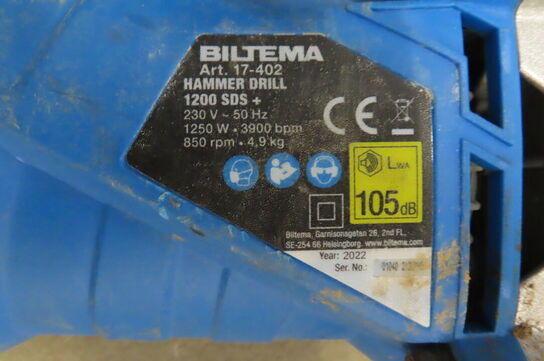 BILTEMA
Art. 17-402
HAMMER DRILL
1200 SDS +
230 V ~ 50 Hz
1250 W • 3900 bpm
850 rpm • 4,9 kg
CE
LWA
105dB
Biltema, Garnisonsgatan 26, 2nd FL,
SE-254 66 Helsingborg. www.biltema.com
Year: 2022
Ser. No.: 01040